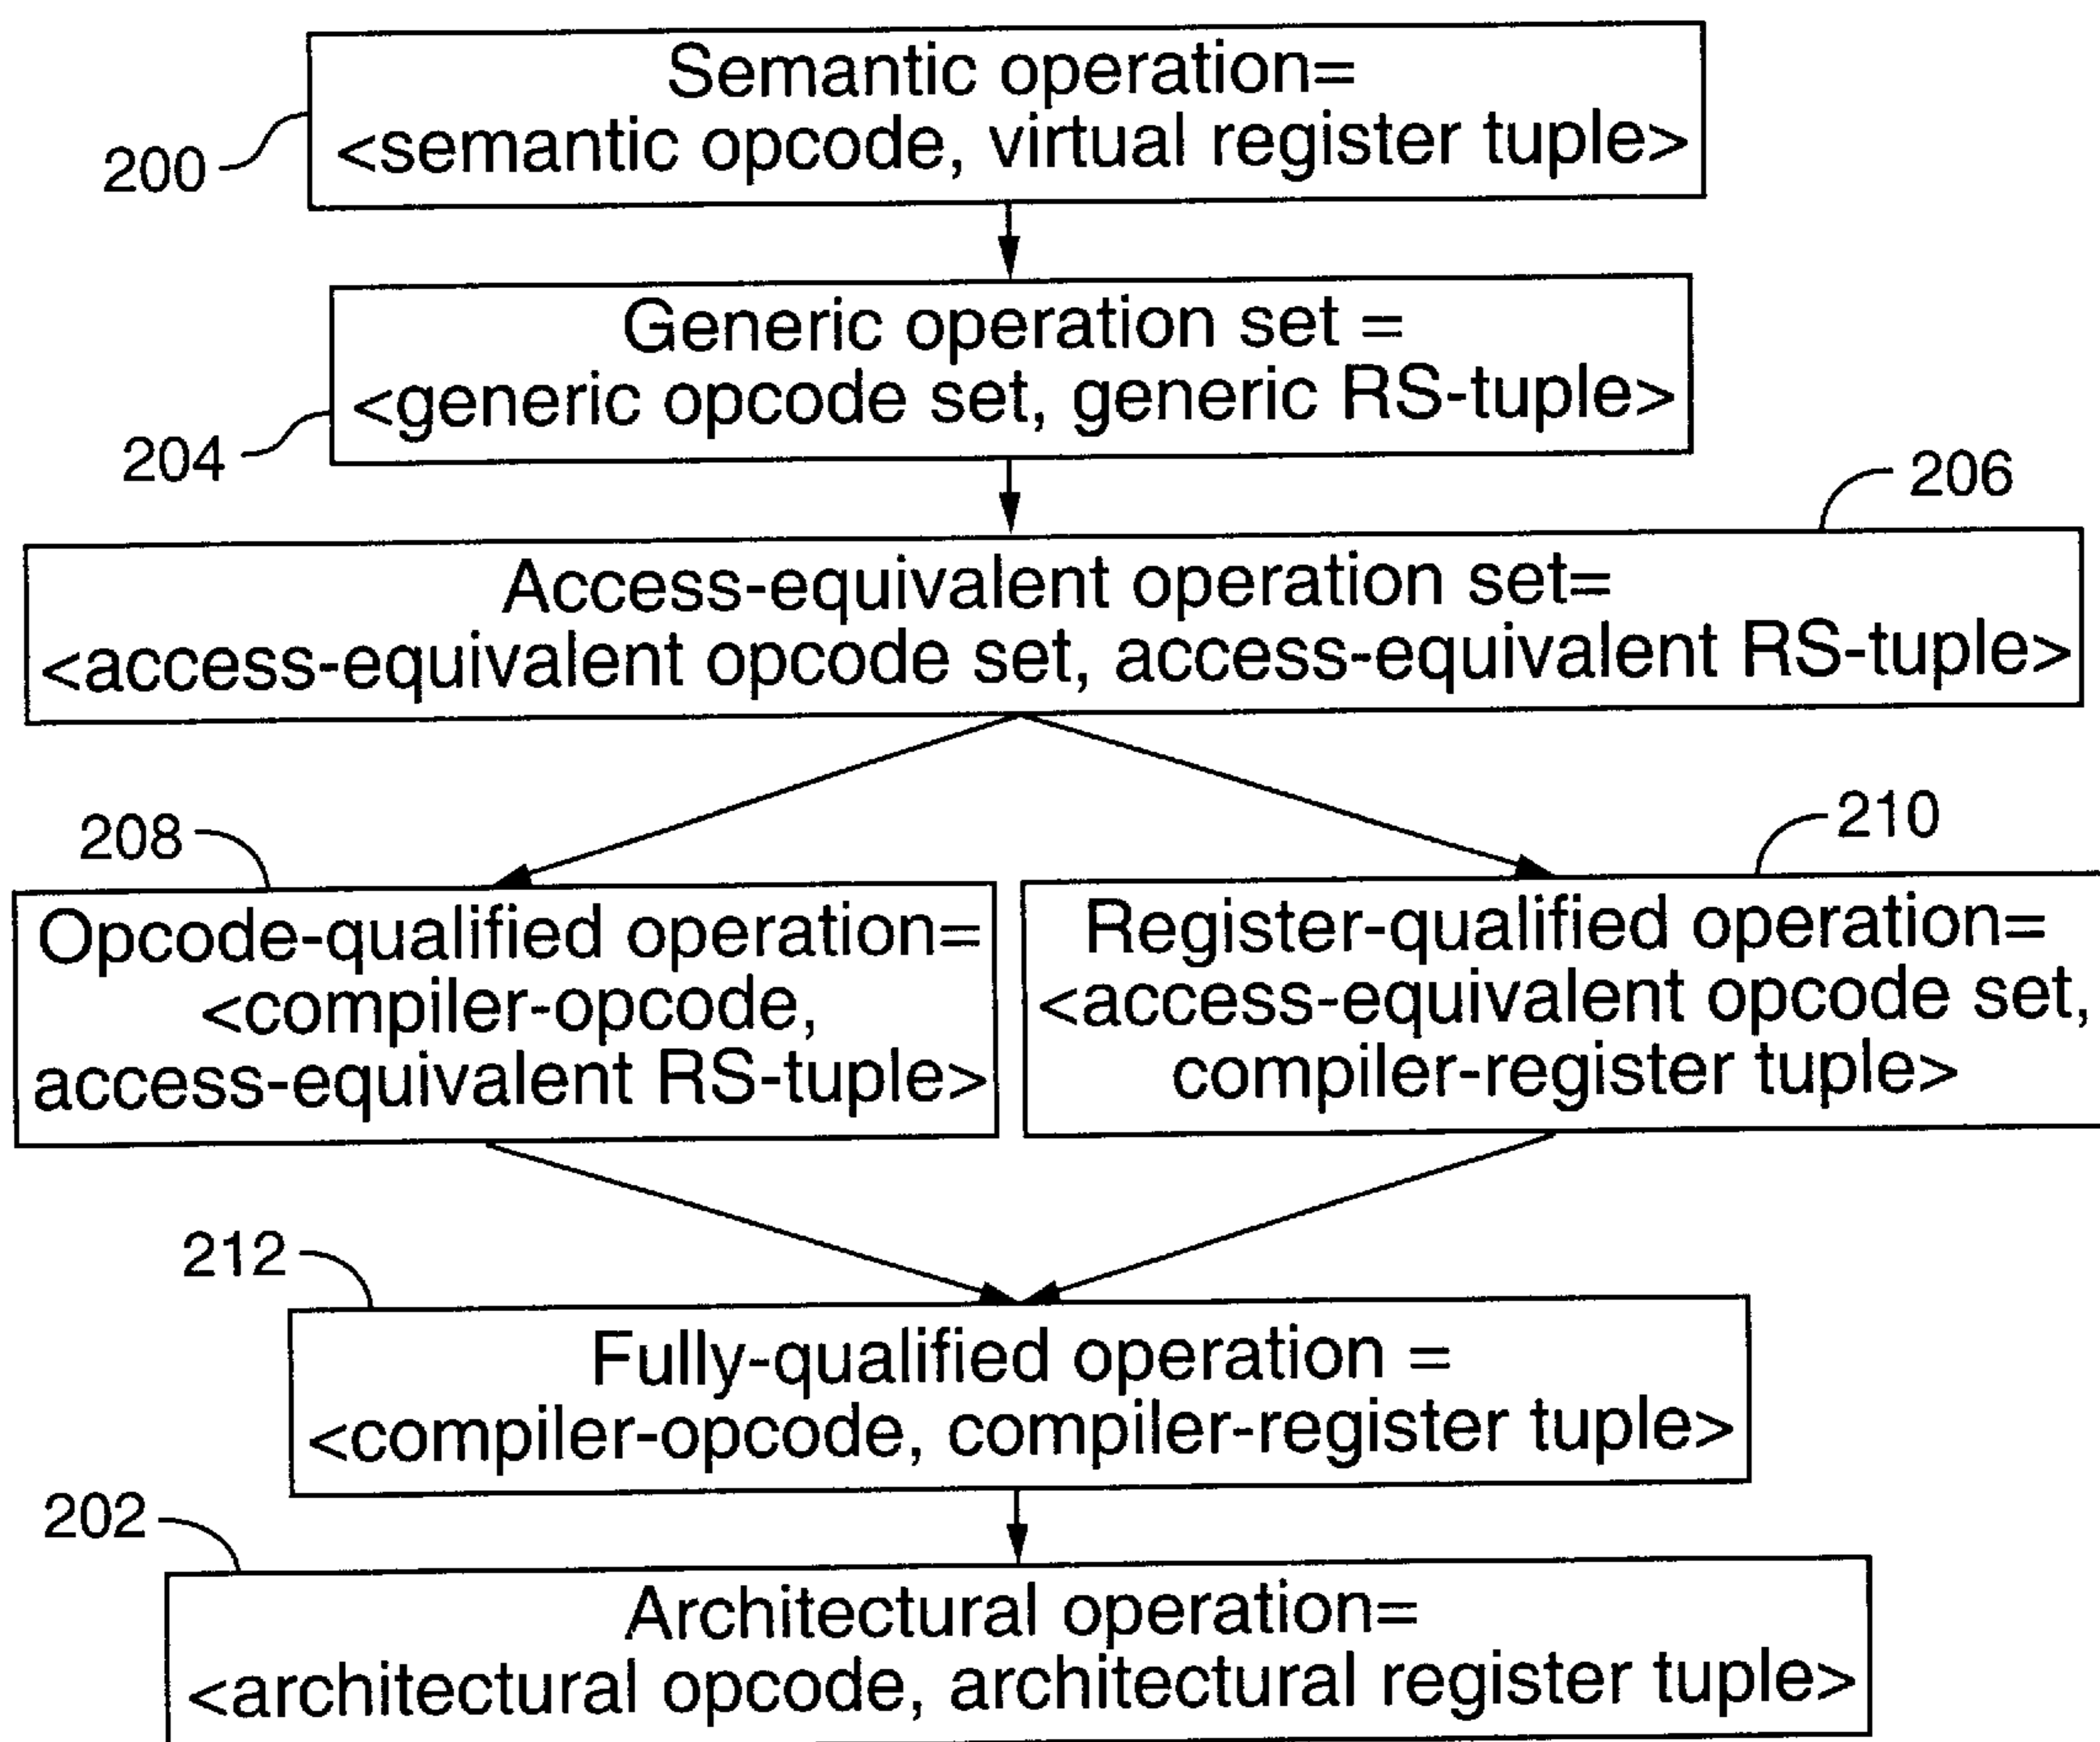 Semantic operation=
<semantic opcode, virtual register tuple>
200
Generic operation set =
<generic opcode set, generic RS-tuple>
204
206
Access-equivalent operation set=
<access-equivalent opcode set, access-equivalent RS-tuple>
208
210
Opcode-qualified operation=
<compiler-opcode,
access-equivalent RS-tuple>
Register-qualified operation=
<access-equivalent opcode set,
compiler-register tuple>
212
Fully-qualified operation =
<compiler-opcode, compiler-register tuple>
202
Architectural operation=
<architectural opcode, architectural register tuple>